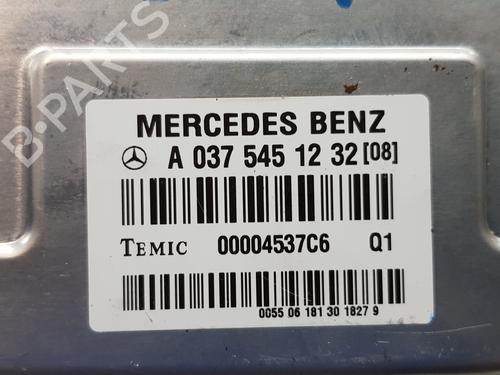 B-PARTS
MERCEDES BENZ
A 037 545 12 32 [08]
TEMIC 00004537C6 Q1
0055 06 181 30 1827 9